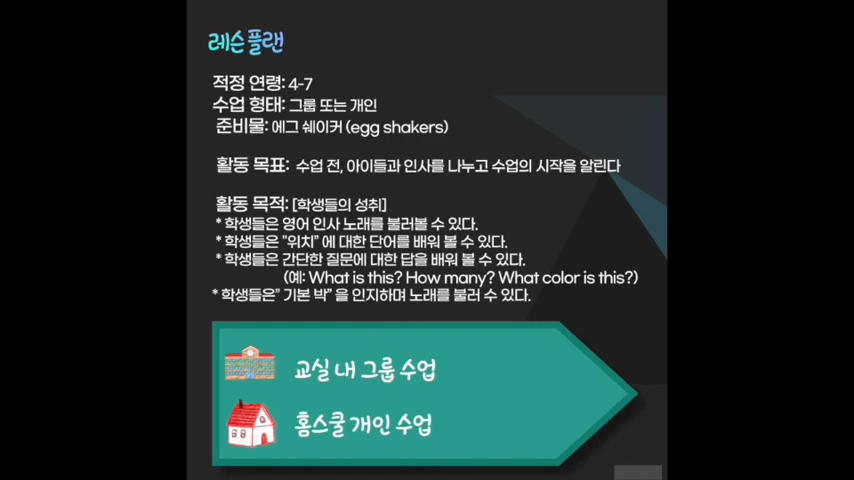 레슨플랜
적정 연령: 4-7
수업 형태: 그룹 또는 개인
준비물: 에그 쉐이커 (egg shakers)
활동 목표: 수업 전, 아이들과 인사를 나누고 수업의 시작을 알린다
활동 목적: [학생들의 성취]
* 학생들은 영어 인사 노래를 불러볼 수 있다.
* 학생들은 "위치" 에 대한 단어를 배워 볼 수 있다.
* 학생들은 간단한 질문에 대한 답을 배워 볼 수 있다.
(예: What is this? How many? What color is this?)
* 학생들은" 기본 박" 을 인지하며 노래를 불러 수 있다.
교실 내 그룹 수업
홈스쿨 개인 수업